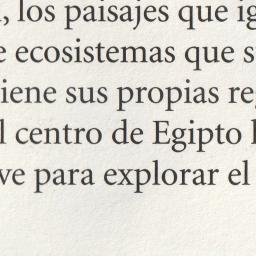 , los paisajes que ig
e ecosistemas que s
iene sus propias re
l centro de Egipto
ve para explorar el